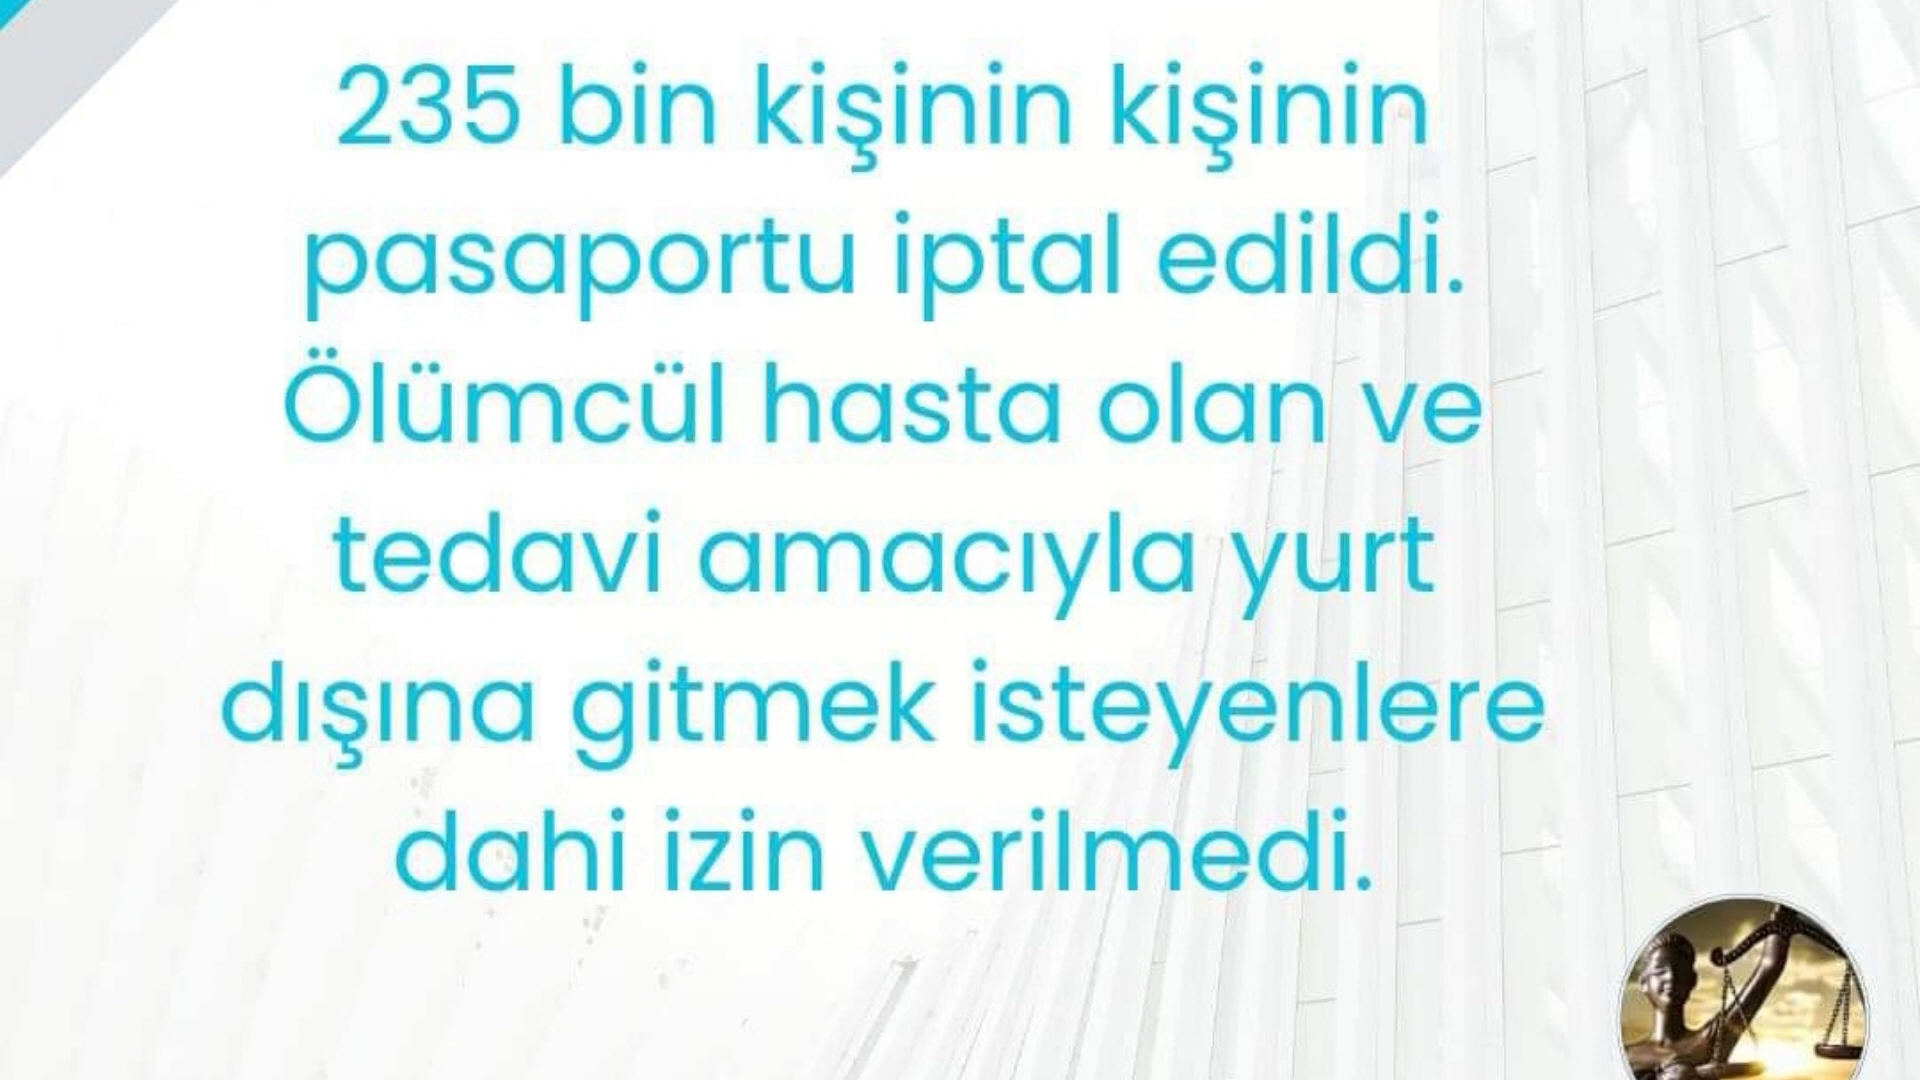 235 bin kişinin kişinin
pasaportu iptal edildi.
Ölümcül hasta olan ve
tedavi amacıyla yurt
dışına gitmek isteyenlere
dahi izin verilmedi.